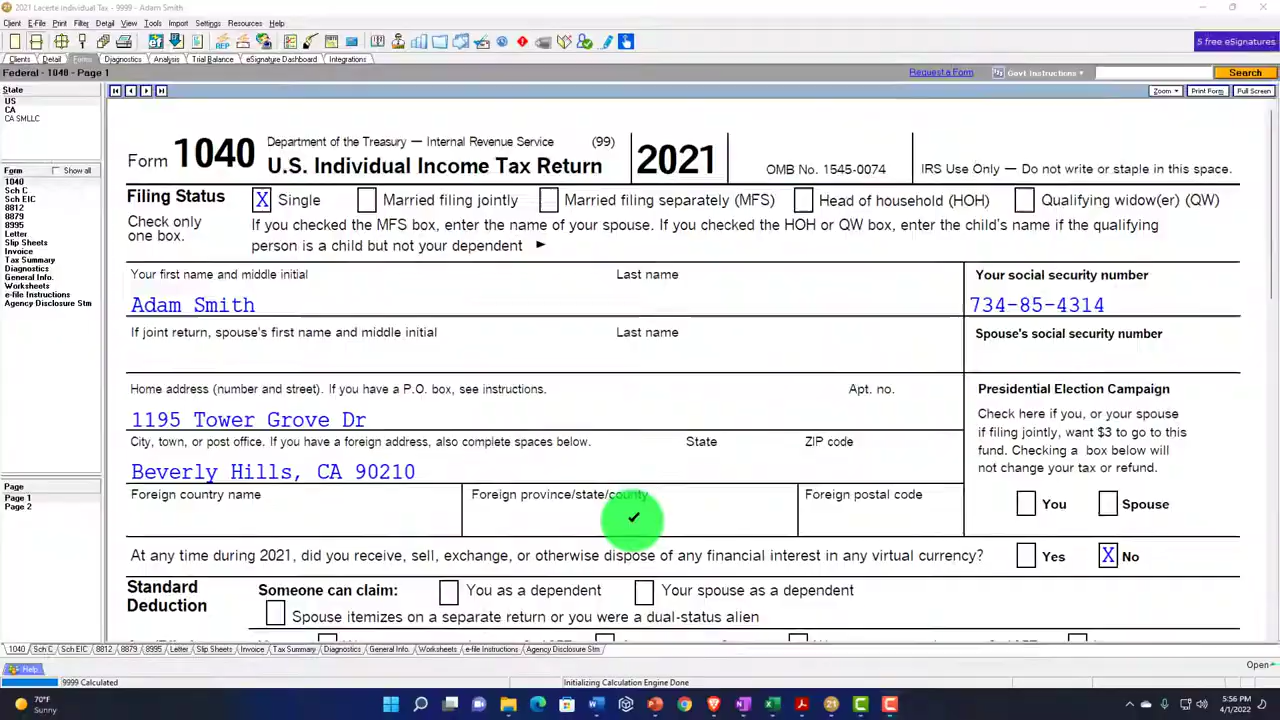 2021 Lacerte Individual Tax - 9999 - Adam Smith
Client E-File Print Filter Detail View Tools Import Settings Resources Help
REP
5 free eSignatures
Clients Detail Forms Diagnostics Analysis Trial Balance eSignature Dashboard Integrations
Federal - 1040 - Page 1
Request a Form
Govt Instructions
Search
State
US
CA
CA SMLLC
Form Show all
1040
Sch C
Sch EIC
8812
8879
8995
Letter
Slip Sheets
Invoice
Tax Summary
Diagnostics
General Info.
Worksheets
e-file Instructions
Agency Disclosure Stm
Page
Page 1
Page 2
Zoom Print Form Full Screen
Form 1040 Department of the Treasury — Internal Revenue Service (99)
U.S. Individual Income Tax Return
2021
OMB No. 1545-0074
IRS Use Only — Do not write or staple in this space.
Filing Status X Single Married filing jointly Married filing separately (MFS) Head of household (HOH) Qualifying widow(er) (QW)
Check only
one box.
If you checked the MFS box, enter the name of your spouse. If you checked the HOH or QW box, enter the child's name if the qualifying
person is a child but not your dependent ►
Your first name and middle initial Last name Your social security number
Adam Smith 734-85-4314
If joint return, spouse's first name and middle initial Last name Spouse's social security number
Home address (number and street). If you have a P.O. box, see instructions. Apt. no.
1195 Tower Grove Dr
City, town, or post office. If you have a foreign address, also complete spaces below. State ZIP code
Beverly Hills, CA 90210
Foreign country name Foreign province/state/county Foreign postal code
Presidential Election Campaign
Check here if you, or your spouse
if filing jointly, want $3 to go to this
fund. Checking a box below will
not change your tax or refund.
You Spouse
At any time during 2021, did you receive, sell, exchange, or otherwise dispose of any financial interest in any virtual currency? Yes X No
Standard
Deduction
Someone can claim: You as a dependent Your spouse as a dependent
Spouse itemizes on a separate return or you were a dual-status alien
1040 Sch C Sch EIC 8812 8879 8995 Letter Slip Sheets Invoice Tax Summary Diagnostics General Info. Worksheets e-file Instructions Agency Disclosure Stm
Help
Open
9999 Calculated
Initializing Calculation Engine Done
70°F
Sunny
5:56 PM
4/1/2022